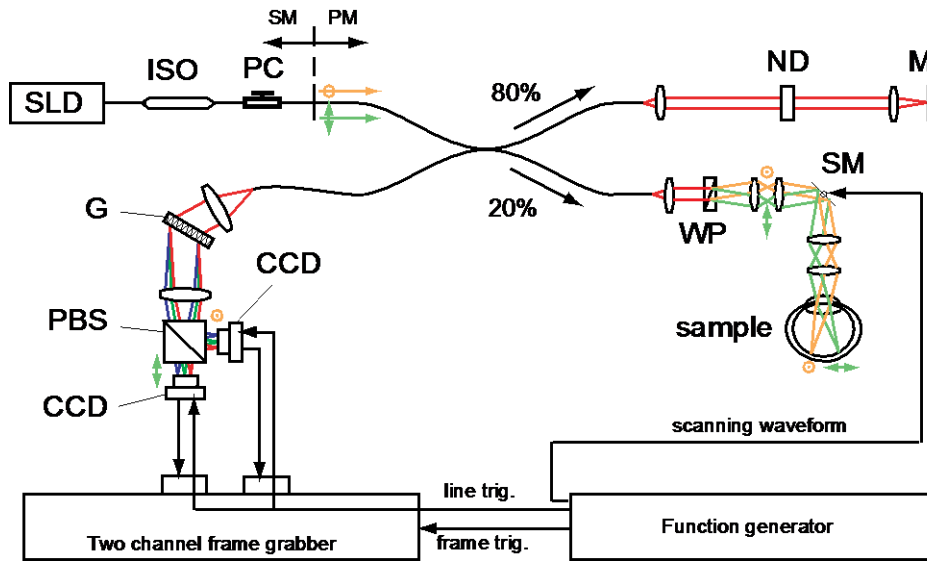 SM PM
ISO PC
SLD
80%
ND M
20%
WP
SM
G
CCD
PBS
sample
CCD
scanning waveform
line trig.
Function generator
frame trig.
Two channel frame grabber